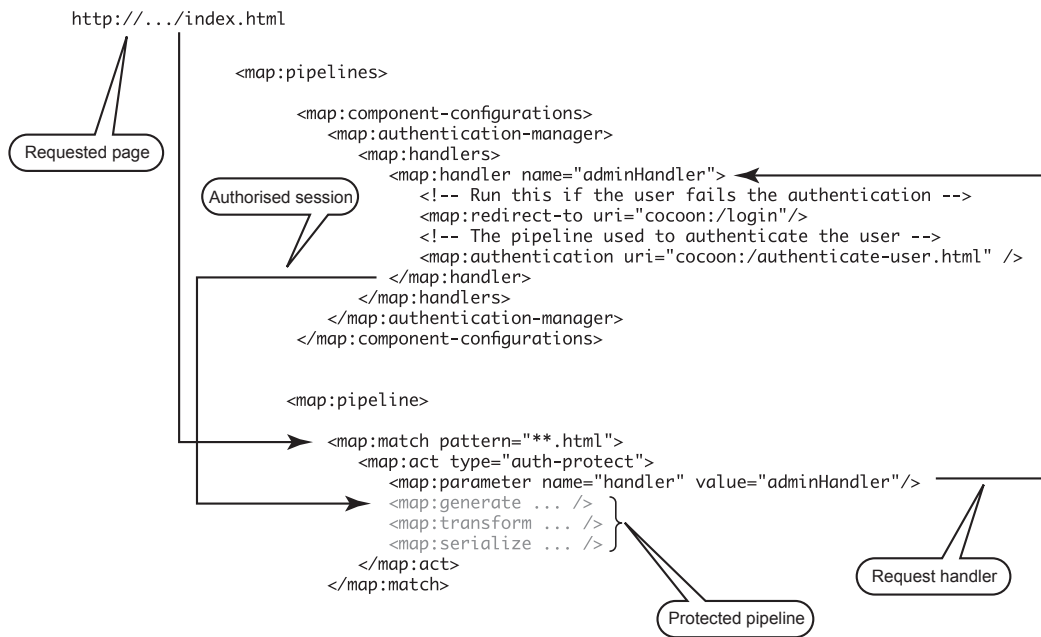 http://.../index.html
<map:pipelines>
<map:component-configurations>
<map:authentication-manager>
Requested page
<map:handlers>
<map:handler name="adminHandler">
Authorised session
<!-- Run this if the user fails the authentication -->
<map:redirect-to uri="cocoon:/login"/>
<!-- The pipeline used to authenticate the user -->
<map:authentication uri="cocoon:/authenticate-user.html" />
</map:handler>
</map:handlers>
</map:authentication-manager>
</map:component-configurations>
<map:pipeline>
<map:match pattern="**.html">
<map:act type="auth-protect">
<map:parameter name="handler" value="adminHandler"/>
<map:generate ... />
<map:transform ... />
<map:serialize ... />
</map:act>
</map:match>
Request handler
Protected pipeline